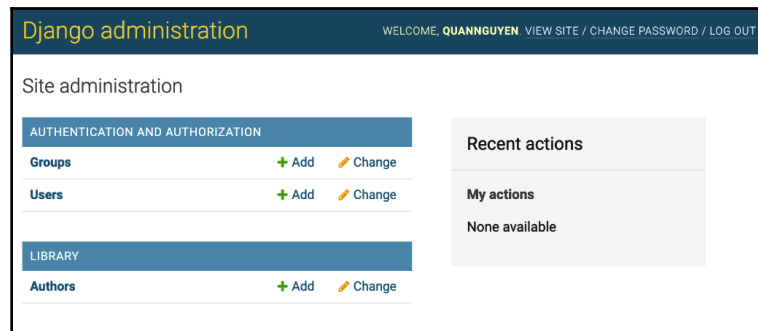 Django administration
WELCOME, QUANNGUYEN. VIEW SITE / CHANGE PASSWORD / LOG OUT
Site administration
AUTHENTICATION AND AUTHORIZATION
Groups + Add Change
Users + Add Change
LIBRARY
Authors + Add Change
Recent actions
My actions
None available